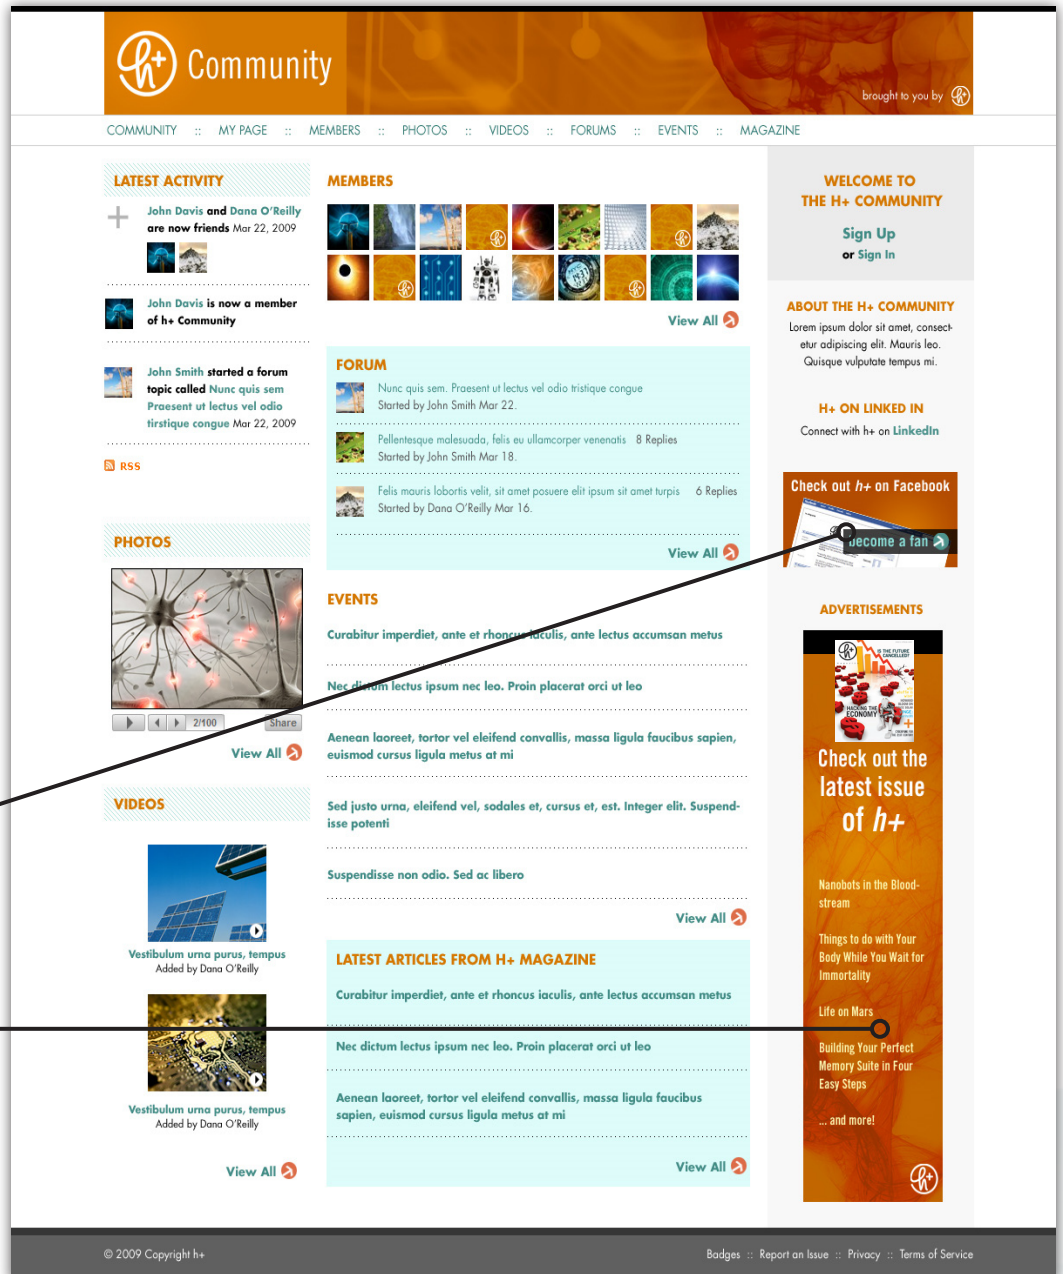 h+ Community
brought to you by h+
COMMUNITY :: MY PAGE :: MEMBERS :: PHOTOS :: VIDEOS :: FORUMS :: EVENTS :: MAGAZINE
LATEST ACTIVITY
John Davis and Dana O'Reilly
are now friends Mar 22, 2009
John Davis is now a member
of h+ Community
John Smith started a forum
topic called Nunc quis sem
Praesent ut lectus vel odio
tirstique congue Mar 22, 2009
RSS
PHOTOS
2/100
Share
View All
VIDEOS
Vestibulum urna purus, tempus
Added by Dana O'Reilly
Vestibulum urna purus, tempus
Added by Dana O'Reilly
View All
MEMBERS
View All
FORUM
Nunc quis sem. Praesent ut lectus vel odio tristique congue
Started by John Smith Mar 22.
Pellentesque malesuada, felis eu ullamcorper venenatis 8 Replies
Started by John Smith Mar 18.
Felis mauris lobortis velit, sit amet posuere elit ipsum sit amet turpis 6 Replies
Started by Dana O'Reilly Mar 16.
View All
EVENTS
Curabitur imperdiet, ante et rhoncus iaculis, ante lectus accumsan metus
Nec dictum lectus ipsum nec leo. Proin placerat orci ut leo
Aenean laoreet, tortor vel eleifend convallis, massa ligula faucibus sapien,
euismod cursus ligula metus at mi
Sed justo urna, eleifend vel, sodales et, cursus et, est. Integer elit. Suspend-
isse potenti
Suspendisse non odio. Sed ac libero
View All
LATEST ARTICLES FROM H+ MAGAZINE
Curabitur imperdiet, ante et rhoncus iaculis, ante lectus accumsan metus
Nec dictum lectus ipsum nec leo. Proin placerat orci ut leo
Aenean laoreet, tortor vel eleifend convallis, massa ligula faucibus
sapien, euismod cursus ligula metus at mi
View All
WELCOME TO
THE H+ COMMUNITY
Sign Up
or Sign In
ABOUT THE H+ COMMUNITY
Lorem ipsum dolor sit amet, consect-
etur adipiscing elit. Mauris leo.
Quisque vulputate tempus mi.
H+ ON LINKED IN
Connect with h+ on LinkedIn
Check out h+ on Facebook
become a fan
ADVERTISEMENTS
h+
IS THE FUTURE
CANCELLED?
HACKING THE
ECONOMY
Check out the
latest issue
of h+
Nanobots in the Blood-
stream
Things to do with Your
Body While You Wait for
Immortality
Life on Mars
Building Your Perfect
Memory Suite in Four
Easy Steps
... and more!
h+
© 2009 Copyright h+
Badges :: Report an Issue :: Privacy :: Terms of Service